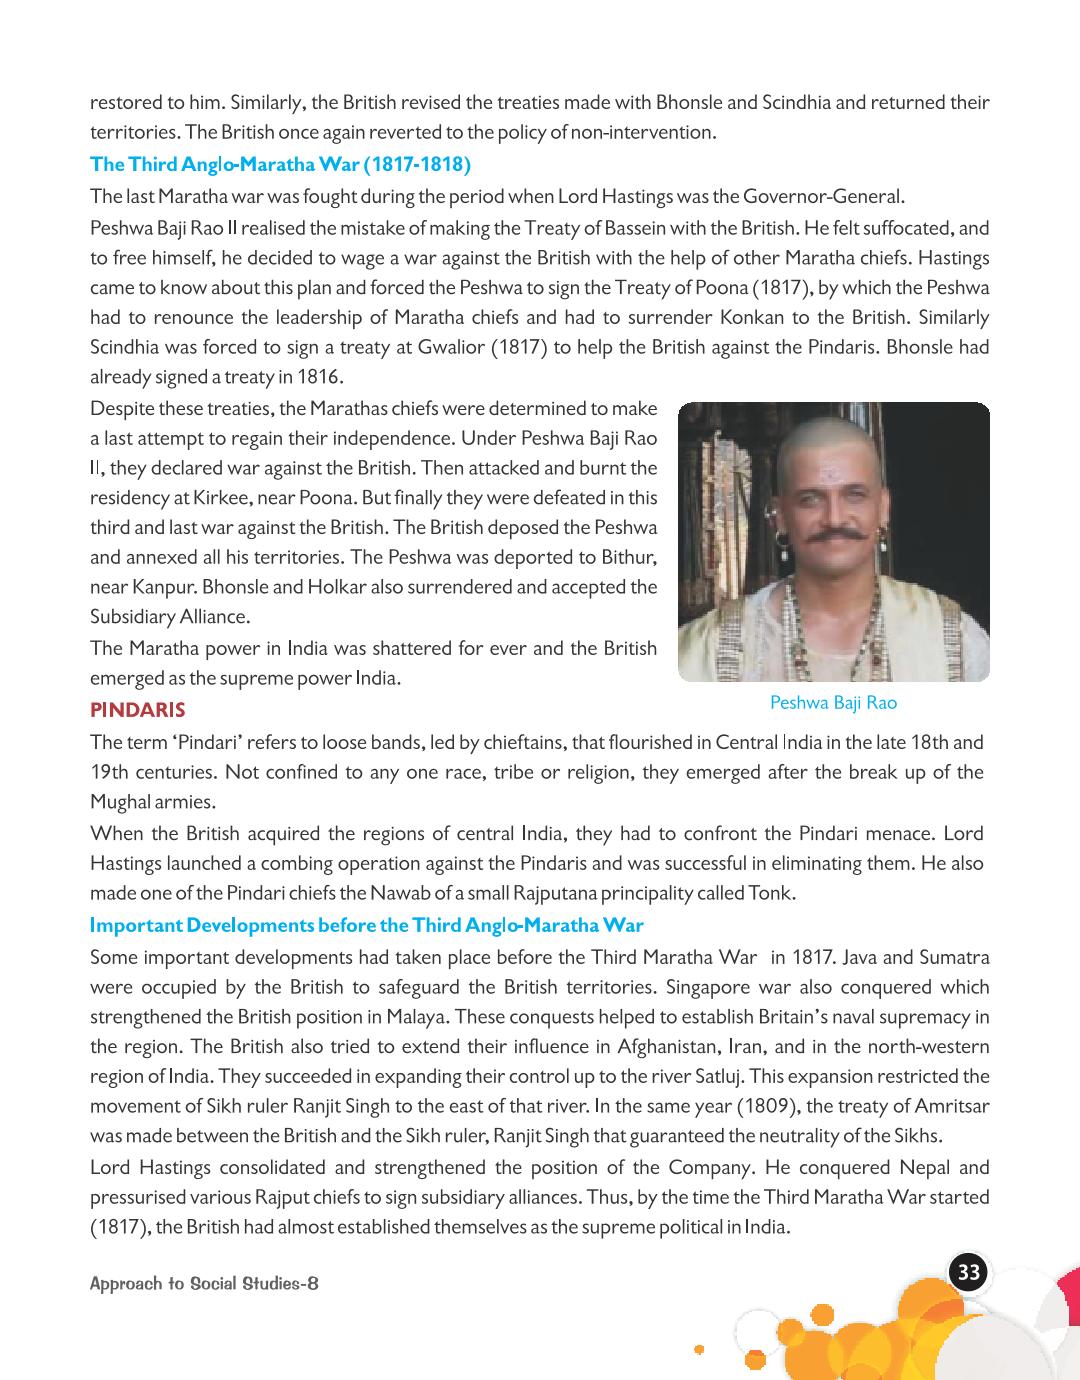 restored to him. Similarly, the British revised the treaties made with Bhonsle and Scindhia and returned their
territories. The British once again reverted to the policy of non-intervention.
The Third Anglo-Maratha War (1817-1818)
The last Maratha war was fought during the period when Lord Hastings was the Governor-General.
Peshwa Baji Rao II realised the mistake of making the Treaty of Bassein with the British. He felt suffocated, and
to free himself, he decided to wage a war against the British with the help of other Maratha chiefs. Hastings
came to know about this plan and forced the Peshwa to sign the Treaty of Poona (1817), by which the Peshwa
had to renounce the leadership of Maratha chiefs and had to surrender Konkan to the British. Similarly
Scindhia was forced to sign a treaty at Gwalior (1817) to help the British against the Pindaris. Bhonsle had
already signed a treaty in 1816.
Despite these treaties, the Marathas chiefs were determined to make
a last attempt to regain their independence. Under Peshwa Baji Rao
II, they declared war against the British. Then attacked and burnt the
residency at Kirkee, near Poona. But finally they were defeated in this
third and last war against the British. The British deposed the Peshwa
and annexed all his territories. The Peshwa was deported to Bithur,
near Kanpur. Bhonsle and Holkar also surrendered and accepted the
Subsidiary Alliance.
The Maratha power in India was shattered for ever and the British
emerged as the supreme power India.
Peshwa Baji Rao
PINDARIS
The term ‘Pindari’ refers to loose bands, led by chieftains, that flourished in Central India in the late 18th and
19th centuries. Not confined to any one race, tribe or religion, they emerged after the break up of the
Mughal armies.
When the British acquired the regions of central India, they had to confront the Pindari menace. Lord
Hastings launched a combing operation against the Pindaris and was successful in eliminating them. He also
made one of the Pindari chiefs the Nawab of a small Rajputana principality called Tonk.
Important Developments before the Third Anglo-Maratha War
Some important developments had taken place before the Third Maratha War in 1817. Java and Sumatra
were occupied by the British to safeguard the British territories. Singapore war also conquered which
strengthened the British position in Malaya. These conquests helped to establish Britain’s naval supremacy in
the region. The British also tried to extend their influence in Afghanistan, Iran, and in the north-western
region of India. They succeeded in expanding their control up to the river Satluj. This expansion restricted the
movement of Sikh ruler Ranjit Singh to the east of that river. In the same year (1809), the treaty of Amritsar
was made between the British and the Sikh ruler, Ranjit Singh that guaranteed the neutrality of the Sikhs.
Lord Hastings consolidated and strengthened the position of the Company. He conquered Nepal and
pressurised various Rajput chiefs to sign subsidiary alliances. Thus, by the time the Third Maratha War started
(1817), the British had almost established themselves as the supreme political in India.
Approach to Social Studies-8
33